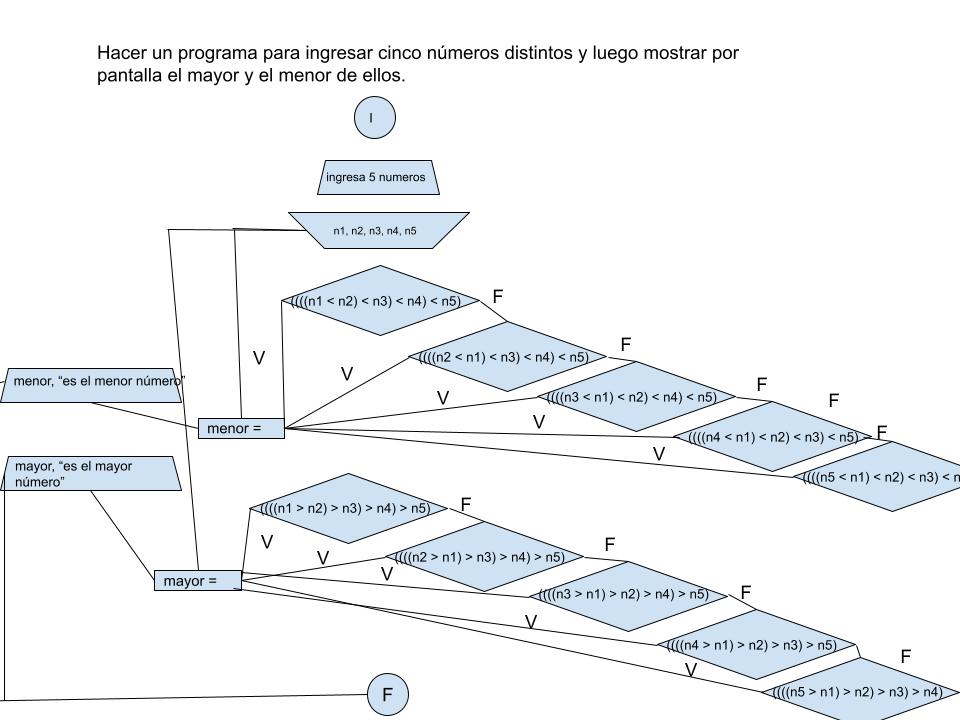 Hacer un programa para ingresar cinco números distintos y luego mostrar por
pantalla el mayor y el menor de ellos.
I
ingresa 5 numeros
n1, n2, n3, n4, n5
((((n1 < n2) < n3) < n4) < n5)
F
((((n2 < n1) < n3) < n4) < n5)
F
V
V
((((n3 < n1) < n2) < n4) < n5)
F
V
F
menor, “es el menor número”
menor =
V
((((n4 < n1) < n2) < n3) < n5)
F
V
((((n5 < n1) < n2) < n3) < n
mayor, “es el mayor
número”
((((n1 > n2) > n3) > n4) > n5)
F
V
((((n2 > n1) > n3) > n4) > n5)
F
V
V
mayor =
((((n3 > n1) > n2) > n4) > n5)
F
V
((((n4 > n1) > n2) > n3) > n5)
F
V
((((n5 > n1) > n2) > n3) > n4)
F